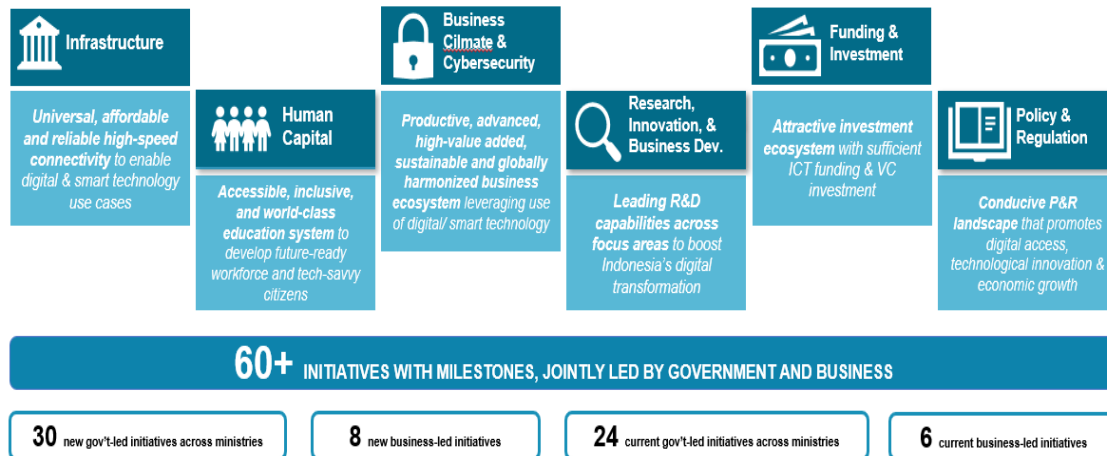 Infrastructure
Universal, affordable
and reliable high-speed
connectivity to enable
digital & smart technology
use cases
Human
Capital
Accessible, inclusive,
and world-class
education system to
develop future-ready
workforce and tech-savvy
citizens
Business
Cilmate &
Cybersecurity
Productive, advanced,
high-value added,
sustainable and globally
harmonized business
ecosystem leveraging use
of digital/ smart technology
Research,
Innovation, &
Business Dev.
Leading R&D
capabilities across
focus areas to boost
Indonesia's digital
transformation
Funding &
Investment
Attractive investment
ecosystem with sufficient
ICT funding & VC
investment
Policy &
Regulation
Conducive P&R
landscape that promotes
digital access,
technological innovation &
economic growth
60+ INITIATIVES WITH MILESTONES, JOINTLY LED BY GOVERNMENT AND BUSINESS
30 new gov't-led initiatives across ministries
8 new business-led initiatives
24 current gov't-led initiatives across ministries
6 current business-led initiatives